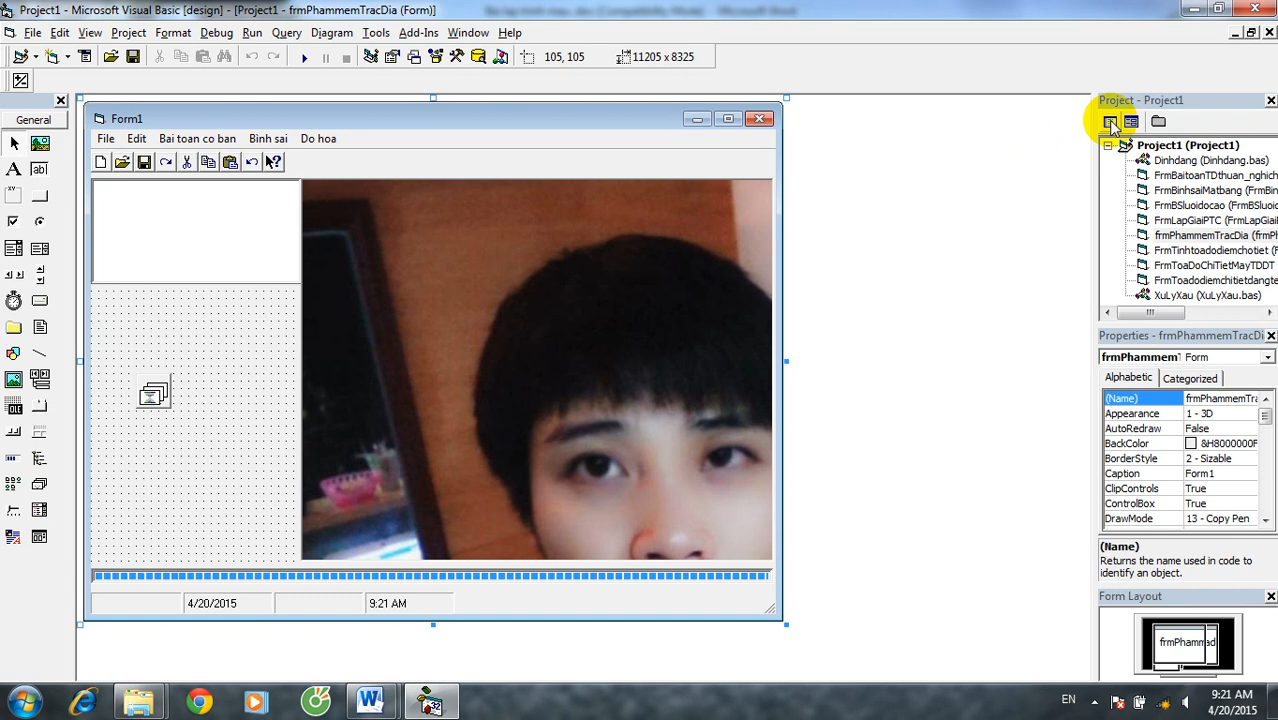 Project1 - Microsoft Visual Basic [design] - [Project1 - frmPhammemTracDia (Form)]
File Edit View Project Format Debug Run Query Diagram Tools Add-Ins Window Help
105, 105
11205 x 8325
General
Form1
File Edit Bai toan co ban Bình sai Do hoa
4/20/2015
9:21 AM
Project - Project1
Project1 (Project1)
Dinhdang (Dinhdang.bas)
FrmBaitoanTDthuan_nghich
FrmBinhsaiMatbang (FrmBin
FrmBSluoidocao (FrmBSluoi
FrmLapGiaiPTC (FrmLapGiai
frmPhammemTracDia (frmPh
FrmTinhtoadodiemchotiet (F
FrmToaDoChiTietMayTDDT
FrmToadodiemchitietdangte
XuLyXau (XuLyXau.bas)
Properties - frmPhammemTracDi
frmPhammemT Form
Alphabetic Categorized
(Name) frmPhammemTra
Appearance 1 - 3D
AutoRedraw False
BackColor &H8000000F
BorderStyle 2 - Sizable
Caption Form1
ClipControls True
ControlBox True
DrawMode 13 - Copy Pen
(Name)
Returns the name used in code to
identify an object.
Form Layout
frmPhammad
EN
9:21 AM
4/20/2015